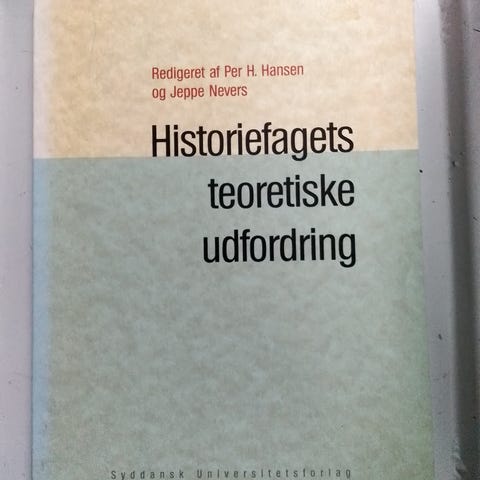 Redigeret af Per H. Hansen
og Jeppe Nevers
Historiefagets
teoretiske
udfordring
Syddansk Universitetsforlag